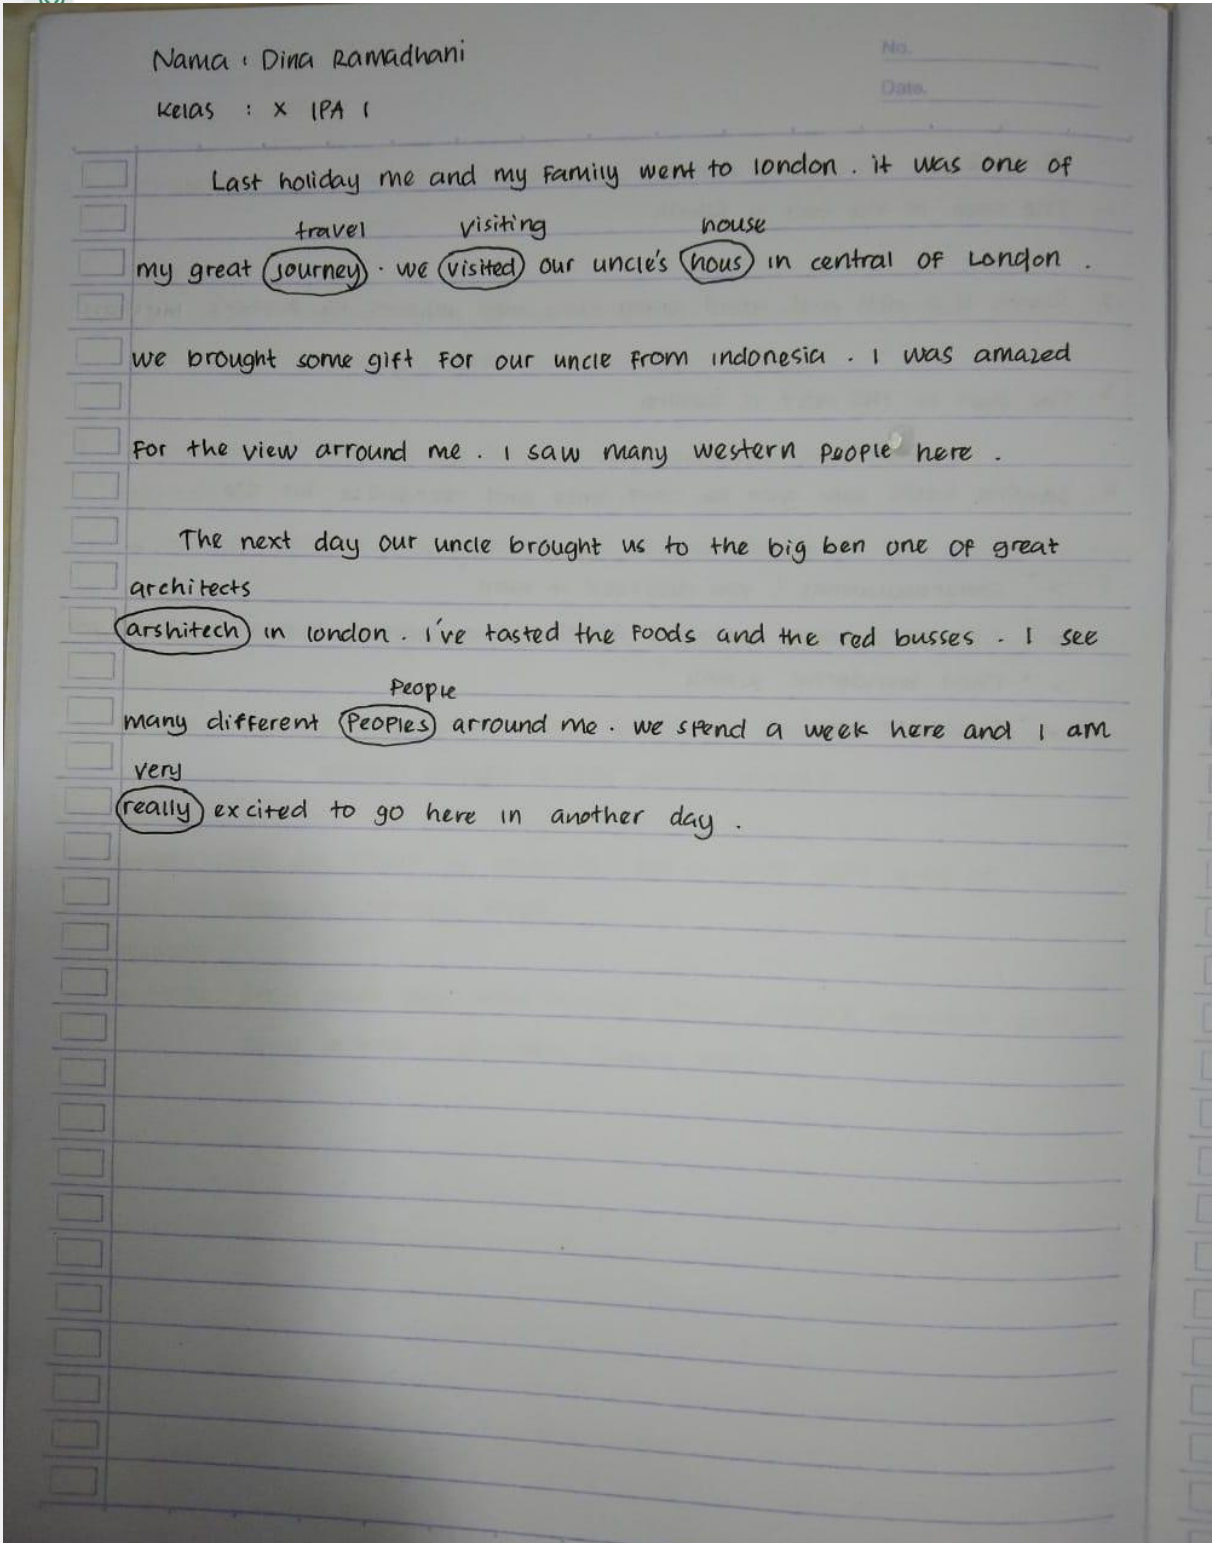 Nama : Dina Ramadhani
No.
Kelas : X IPA 1
Date.
Last holiday me and my Family went to london . it was one of
travel visiting house
my great journey . we visited our uncle's hous in central of London .
we brought some gift For our uncle From indonesia . I was amazed
For the view arround me . I saw many western people here .
The next day our uncle brought us to the big ben one of great
architects
arshitech in london . i've tasted the Foods and the red busses . I see
People
many different Peoples arround me . we spend a week here and I am
very
really excited to go here in another day .